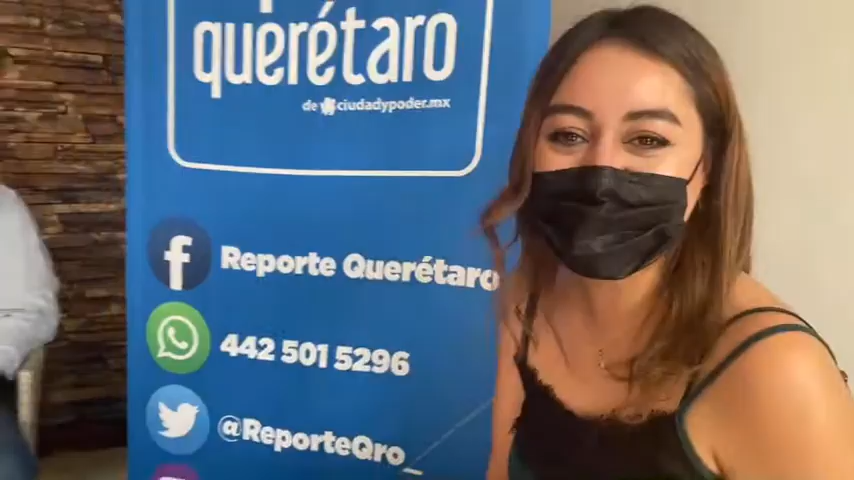 querétaro
de ciudadypoder.mx
Reporte Querétaro
442 501 5296
@ReporteQro_